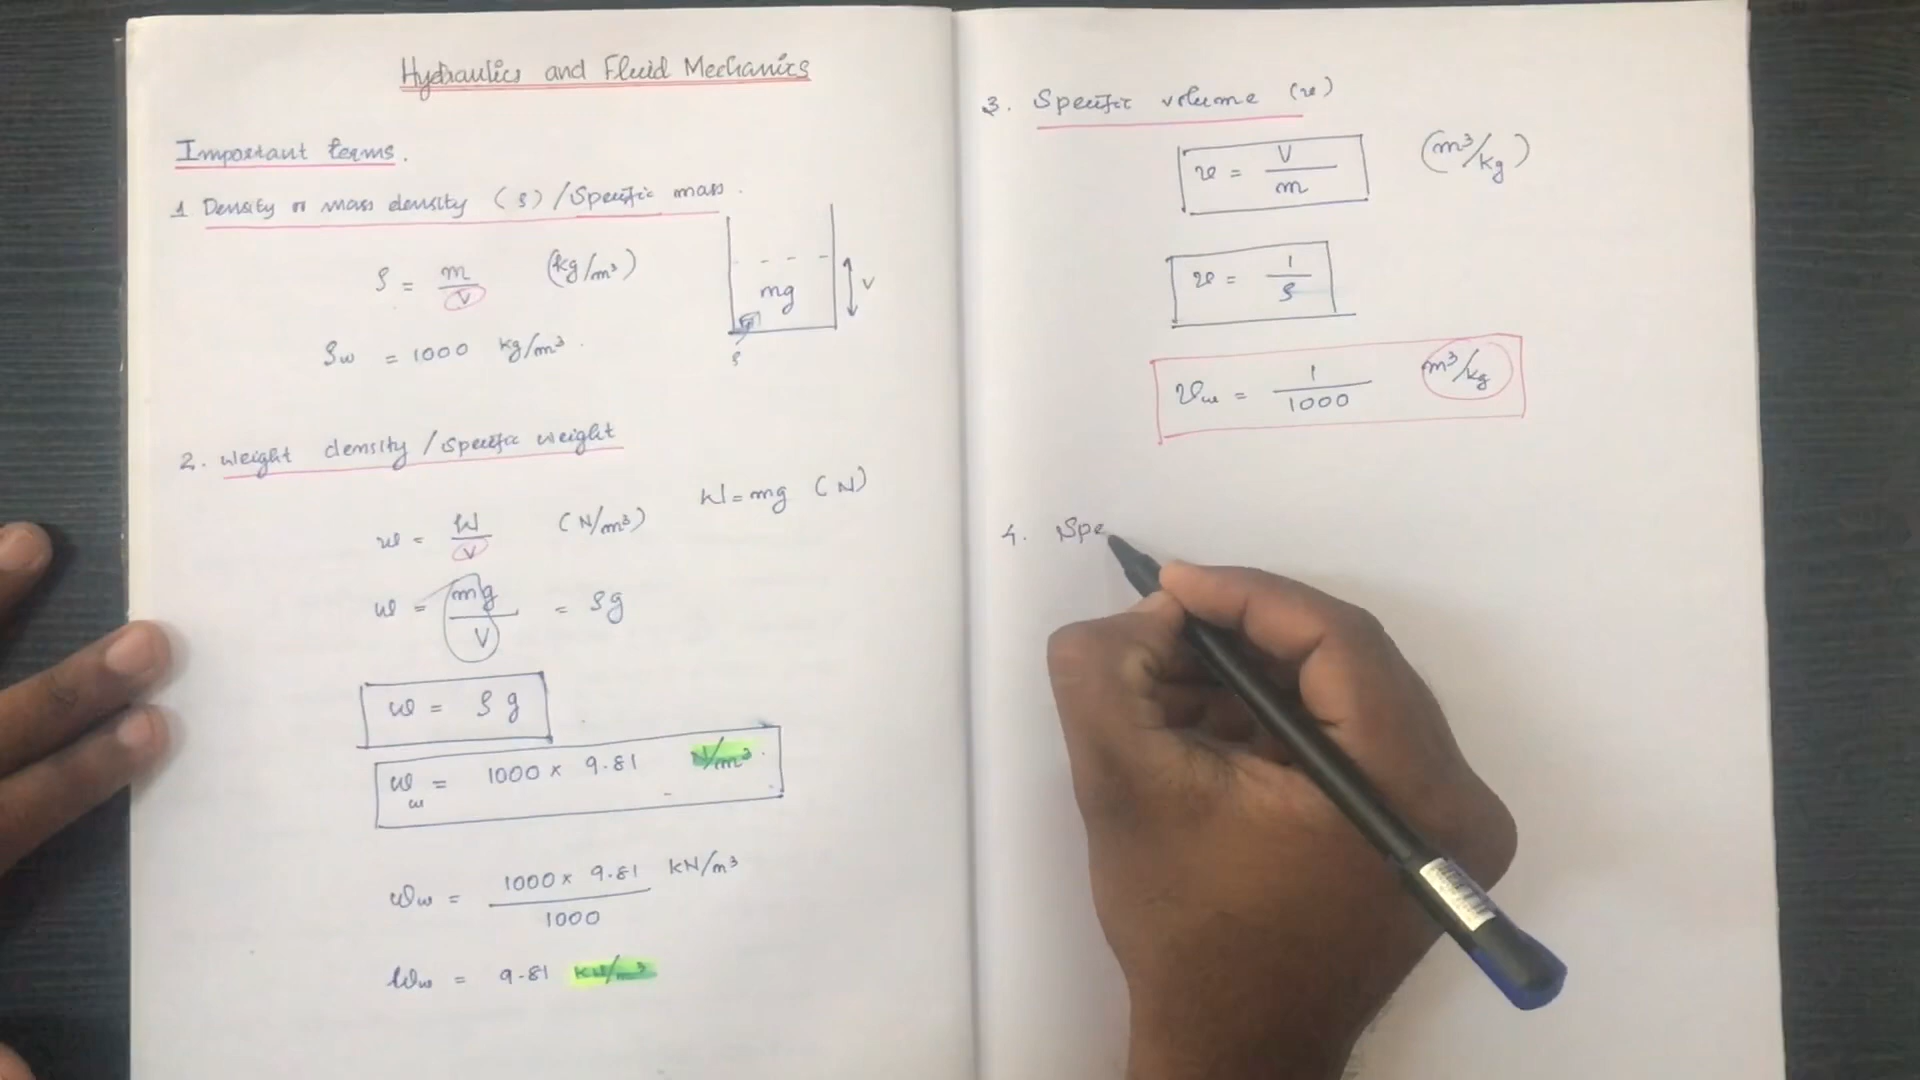 Hydraulics and Fluid Mechanics
Important terms.
1 Density or mass density (ρ) / Specific mass.
ρ = m/V (kg/m³)
mg
V
ρ
ρw = 1000 kg/m³.
2. Weight density / specific weight
w = W/V (N/m³) W = mg (N)
w = mg/V = ρg
w = ρg
ww = 1000 × 9.81 N/m³.
ww = 1000 × 9.81/1000 kN/m³
ww = 9.81 kN/m³
3. Specific volume (v)
v = V/m (m³/kg)
v = 1/ρ
vw = 1/1000 m³/kg
4. Spe